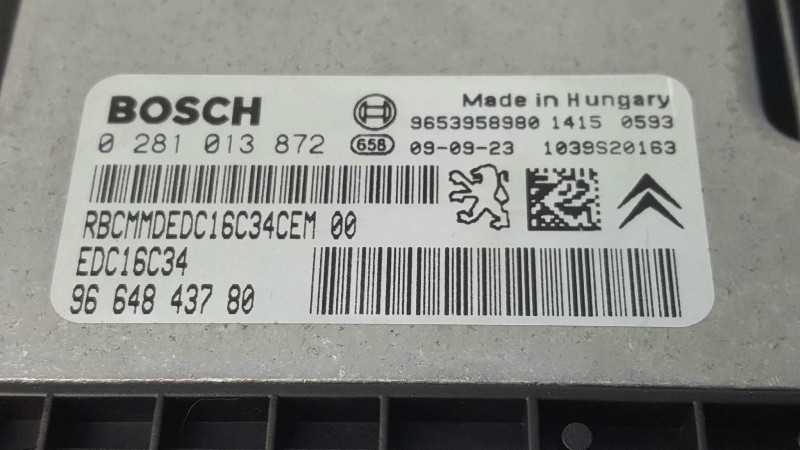 BOSCH
Made in Hungary
9653958980 1415 0593
0 281 013 872
658
09-09-23 1039S20163
RBCMMDEDC16C34CEM 00
EDC16C34
96 648 437 80